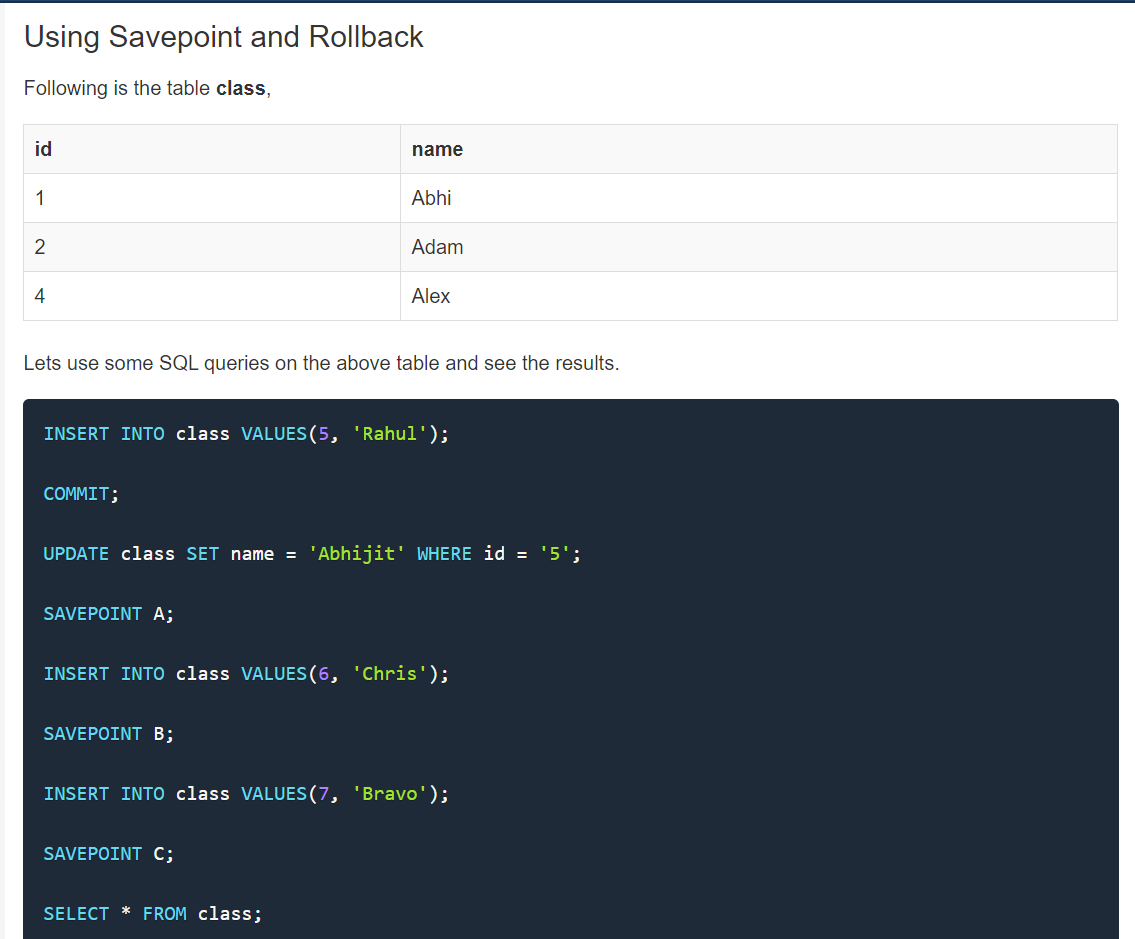 Using Savepoint and Rollback
Following is the table class,
id name
1 Abhi
2 Adam
4 Alex
Lets use some SQL queries on the above table and see the results.
INSERT INTO class VALUES(5, 'Rahul');
COMMIT;
UPDATE class SET name = 'Abhijit' WHERE id = '5';
SAVEPOINT A;
INSERT INTO class VALUES(6, 'Chris');
SAVEPOINT B;
INSERT INTO class VALUES(7, 'Bravo');
SAVEPOINT C;
SELECT * FROM class;